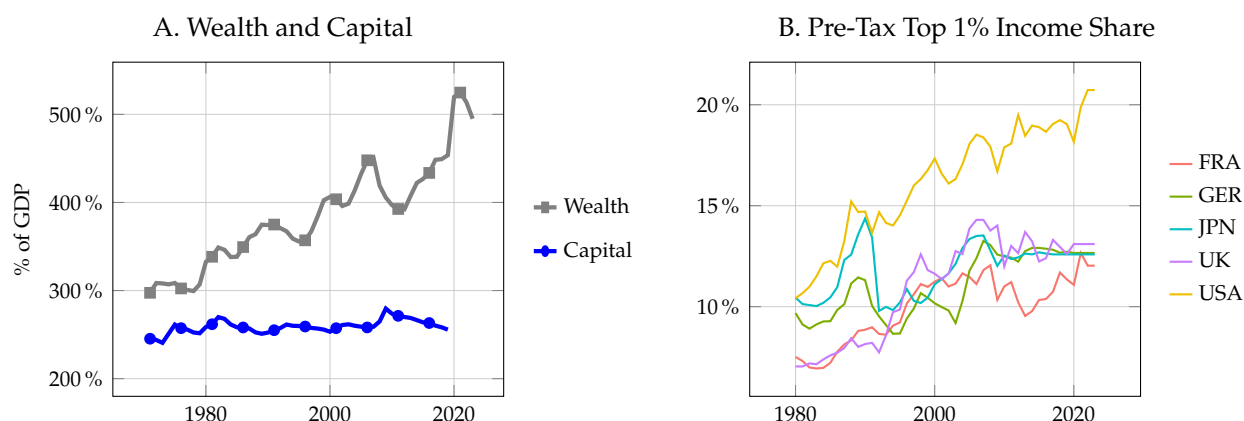 A. Wealth and Capital
% of GDP
500 %
400 %
300 %
200 %
1980
2000
2020
Wealth
Capital
B. Pre-Tax Top 1% Income Share
20 %
15 %
10 %
1980
2000
2020
FRA
GER
JPN
UK
USA